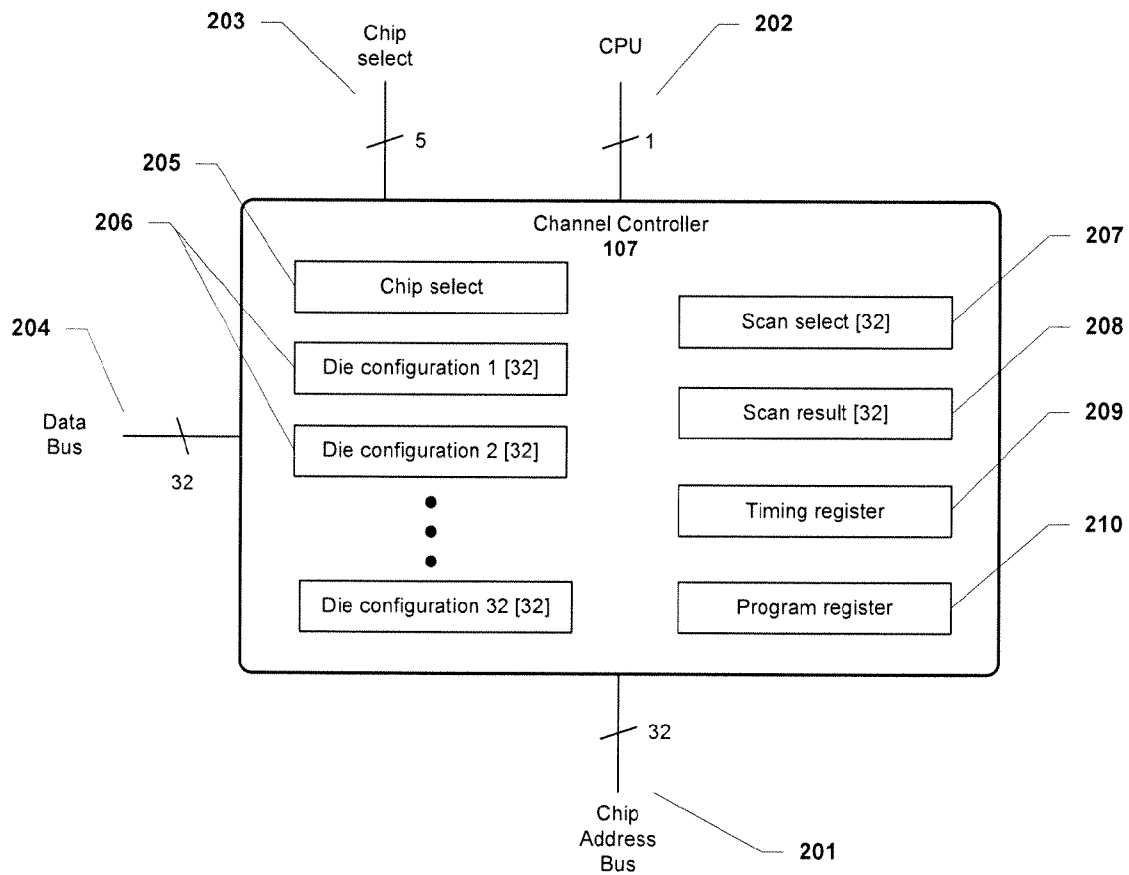 203
Chip
select
5
CPU
202
1
205
206
204
Data
Bus
32
Channel Controller
107
Chip select
Die configuration 1 [32]
Die configuration 2 [32]
Die configuration 32 [32]
Scan select [32]
Scan result [32]
Timing register
Program register
207
208
209
210
32
Chip
Address
Bus
201